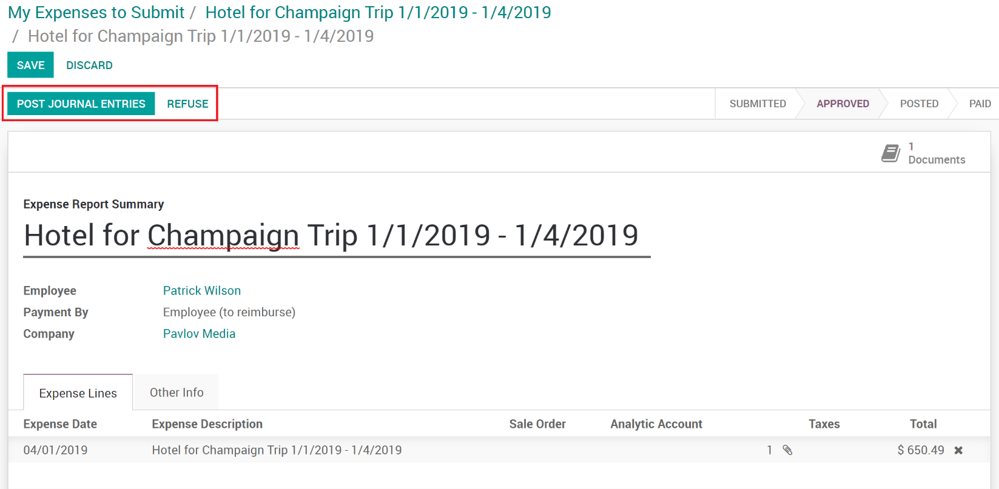 My Expenses to Submit / Hotel for Champaign Trip 1/1/2019 - 1/4/2019
/ Hotel for Champaign Trip 1/1/2019 - 1/4/2019
SAVE DISCARD
POST JOURNAL ENTRIES REFUSE SUBMITTED APPROVED POSTED PAID
1
Documents
Expense Report Summary
Hotel for Champaign Trip 1/1/2019 - 1/4/2019
Employee Patrick Wilson
Payment By Employee (to reimburse)
Company Pavlov Media
Expense Lines Other Info
Expense Date Expense Description Sale Order Analytic Account Taxes Total
04/01/2019 Hotel for Champaign Trip 1/1/2019 - 1/4/2019 1 $ 650.49